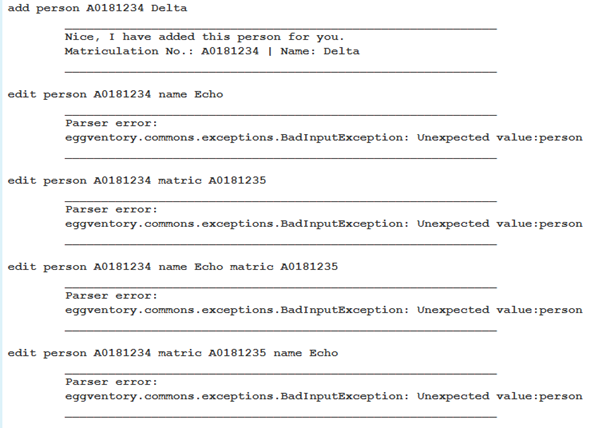 add person A0181234 Delta
Nice, I have added this person for you.
Matriculation No.: A0181234 | Name: Delta
edit person A0181234 name Echo
Parser error:
eggventory.commons.exceptions.BadInputException: Unexpected value:person
edit person A0181234 matric A0181235
Parser error:
eggventory.commons.exceptions.BadInputException: Unexpected value:person
edit person A0181234 name Echo matric A0181235
Parser error:
eggventory.commons.exceptions.BadInputException: Unexpected value:person
edit person A0181234 matric A0181235 name Echo
Parser error:
eggventory.commons.exceptions.BadInputException: Unexpected value:person